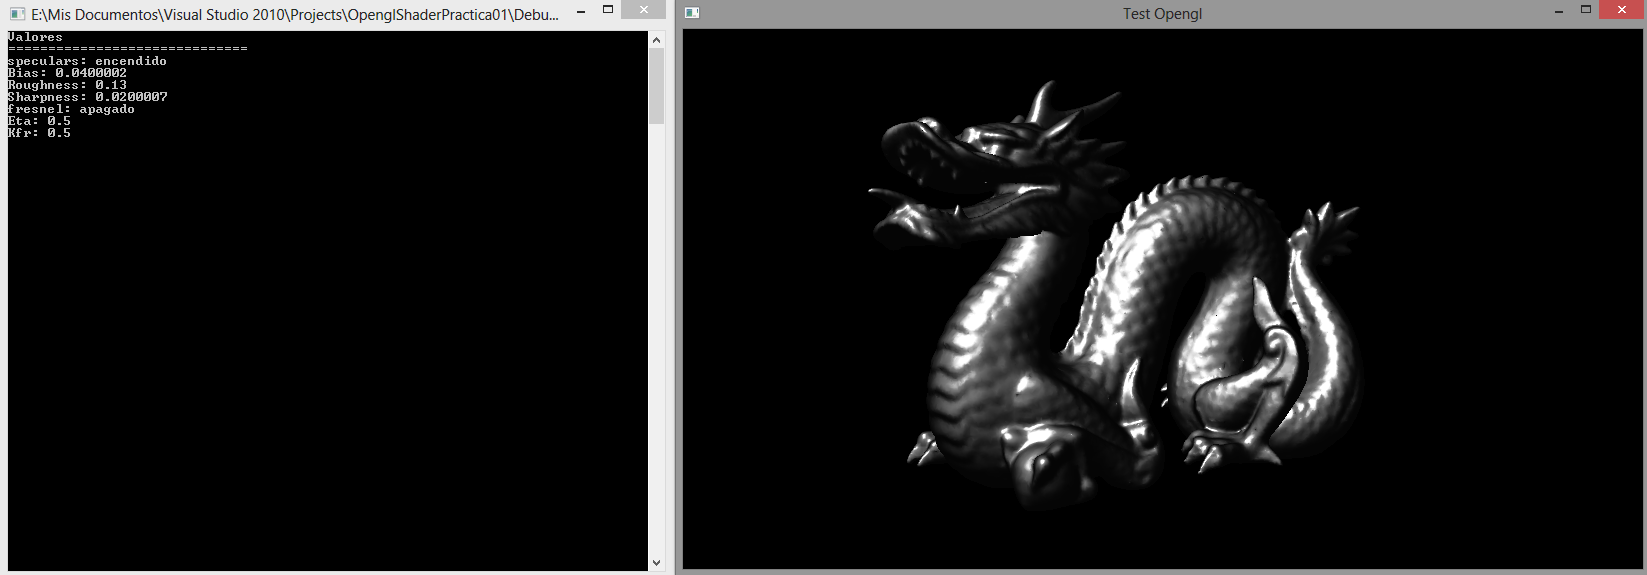 E:\Mis Documentos\Visual Studio 2010\Projects\OpenglShaderPractica01\Debu...
Valores
==============================
speculars: encendido
Bias: 0.0400002
Roughness: 0.13
Sharpness: 0.0200007
fresnel: apagado
Eta: 0.5
Kfr: 0.5
Test Opengl